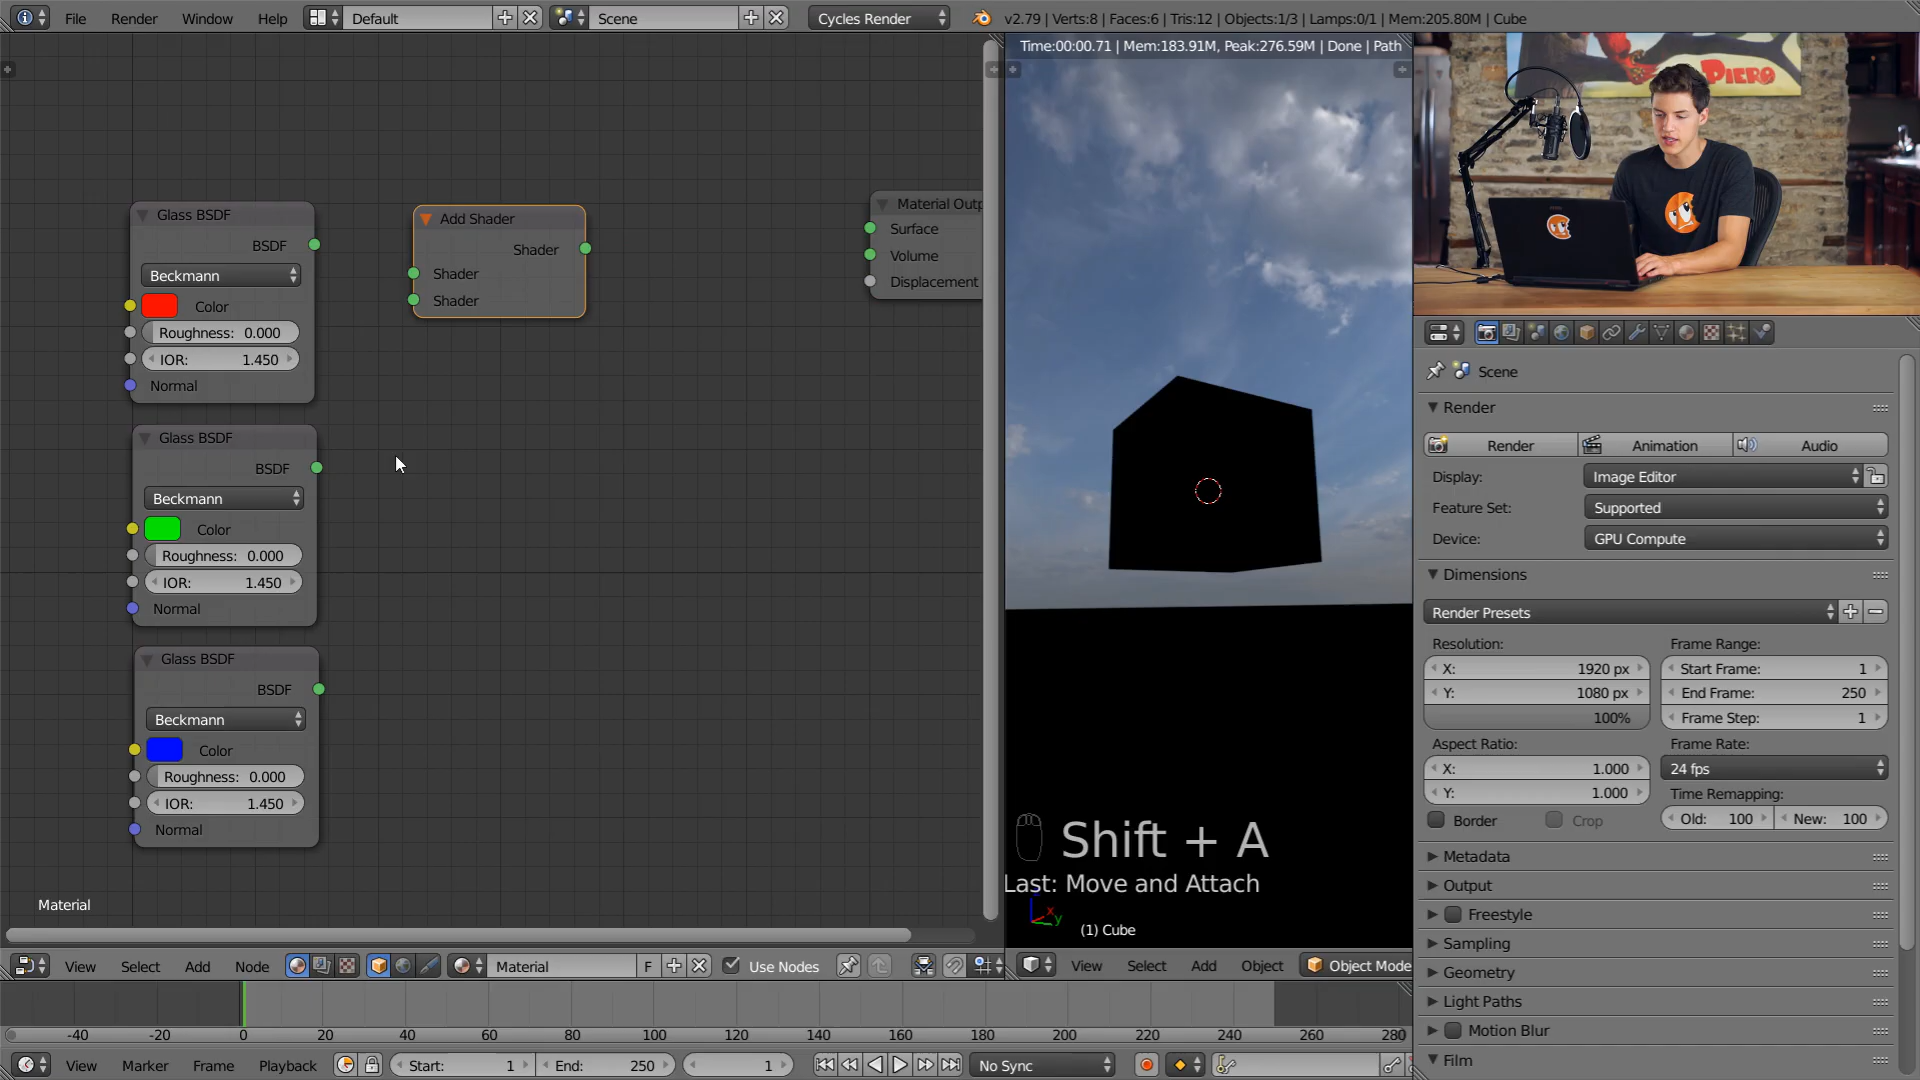 File Render Window Help Default Scene Cycles Render v2.79 | Verts:8 | Faces:6 | Tris:12 | Objects:1/3 | Lamps:0/1 | Mem:205.80M | Cube
Time:00:00.71 | Mem:183.91M, Peak:276.59M | Done | Path
PIERO
Glass BSDF
BSDF
Beckmann
Color
Roughness: 0.000
IOR: 1.450
Normal
Add Shader
Shader
Shader
Shader
Material Outp
Surface
Volume
Displacement
Glass BSDF
BSDF
Beckmann
Color
Roughness: 0.000
IOR: 1.450
Normal
Glass BSDF
BSDF
Beckmann
Color
Roughness: 0.000
IOR: 1.450
Normal
Material
Shift + A
Last: Move and Attach
x
y
(1) Cube
Scene
Render
Render Animation Audio
Display: Image Editor
Feature Set: Supported
Device: GPU Compute
Dimensions
Render Presets
Resolution: Frame Range:
X: 1920 px Start Frame: 1
Y: 1080 px End Frame: 250
100% Frame Step: 1
Aspect Ratio: Frame Rate:
X: 1.000 24 fps
Y: 1.000 Time Remapping:
Border Crop Old: 100 New: 100
Metadata
Output
Freestyle
Sampling
Geometry
Light Paths
Motion Blur
Film
View Select Add Node Material F Use Nodes
View Select Add Object Object Mode
-40 -20 0 20 40 60 80 100 120 140 160 180 200 220 240 260 280
View Marker Frame Playback Start: 1 End: 250 1 No Sync